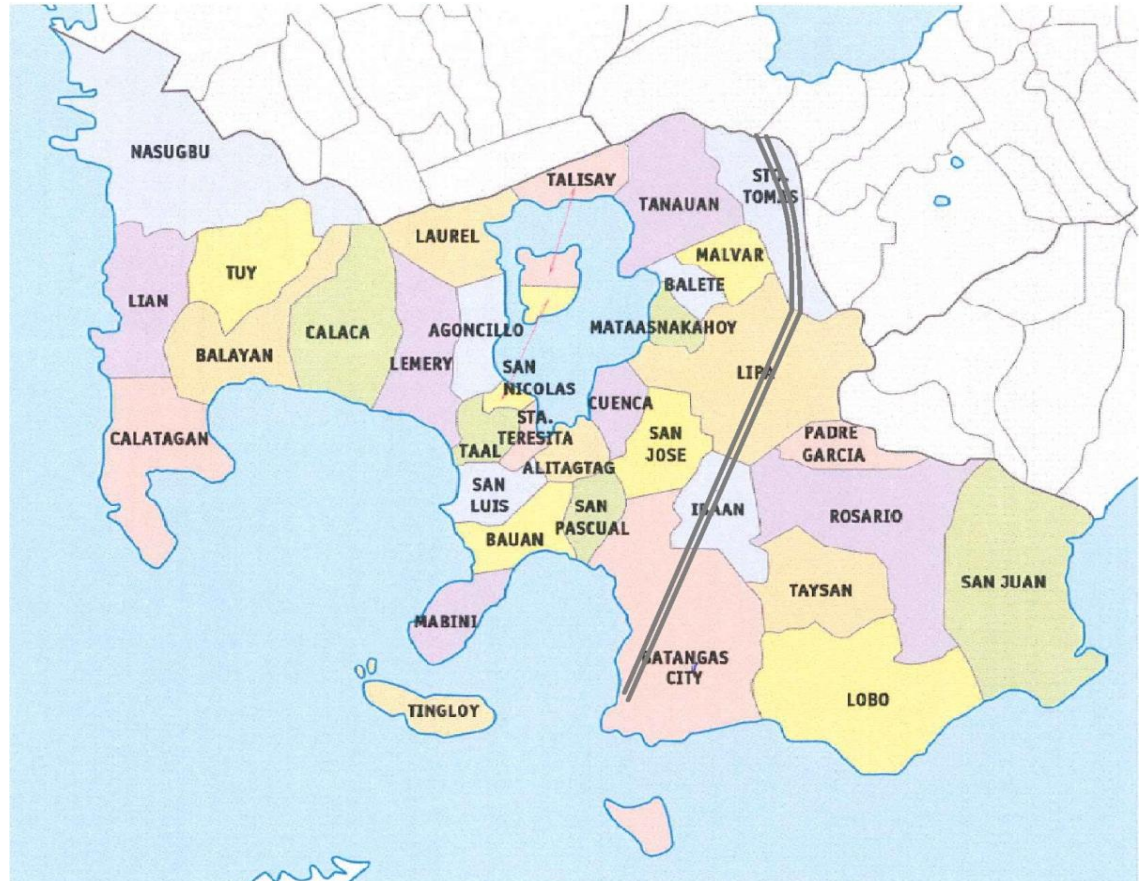 NASUGBU
TALISAY
STO.
TOMAS
TANAUAN
LAUREL
MALVAR
TUY
BALETE
LIAN
AGONCILLO
MATAASNAKAHOY
CALACA
BALAYAN
LEMERY
SAN
NICOLAS
LIPA
CUENCA
CALATAGAN
STA.
TERESITA
TAAL
SAN
JOSE
PADRE
GARCIA
ALITAGTAG
SAN
LUIS
SAN
PASCUAL
IBAAN
ROSARIO
BAUAN
SAN JUAN
TAYSAN
MABINI
BATANGAS
CITY
LOBO
TINGLOY